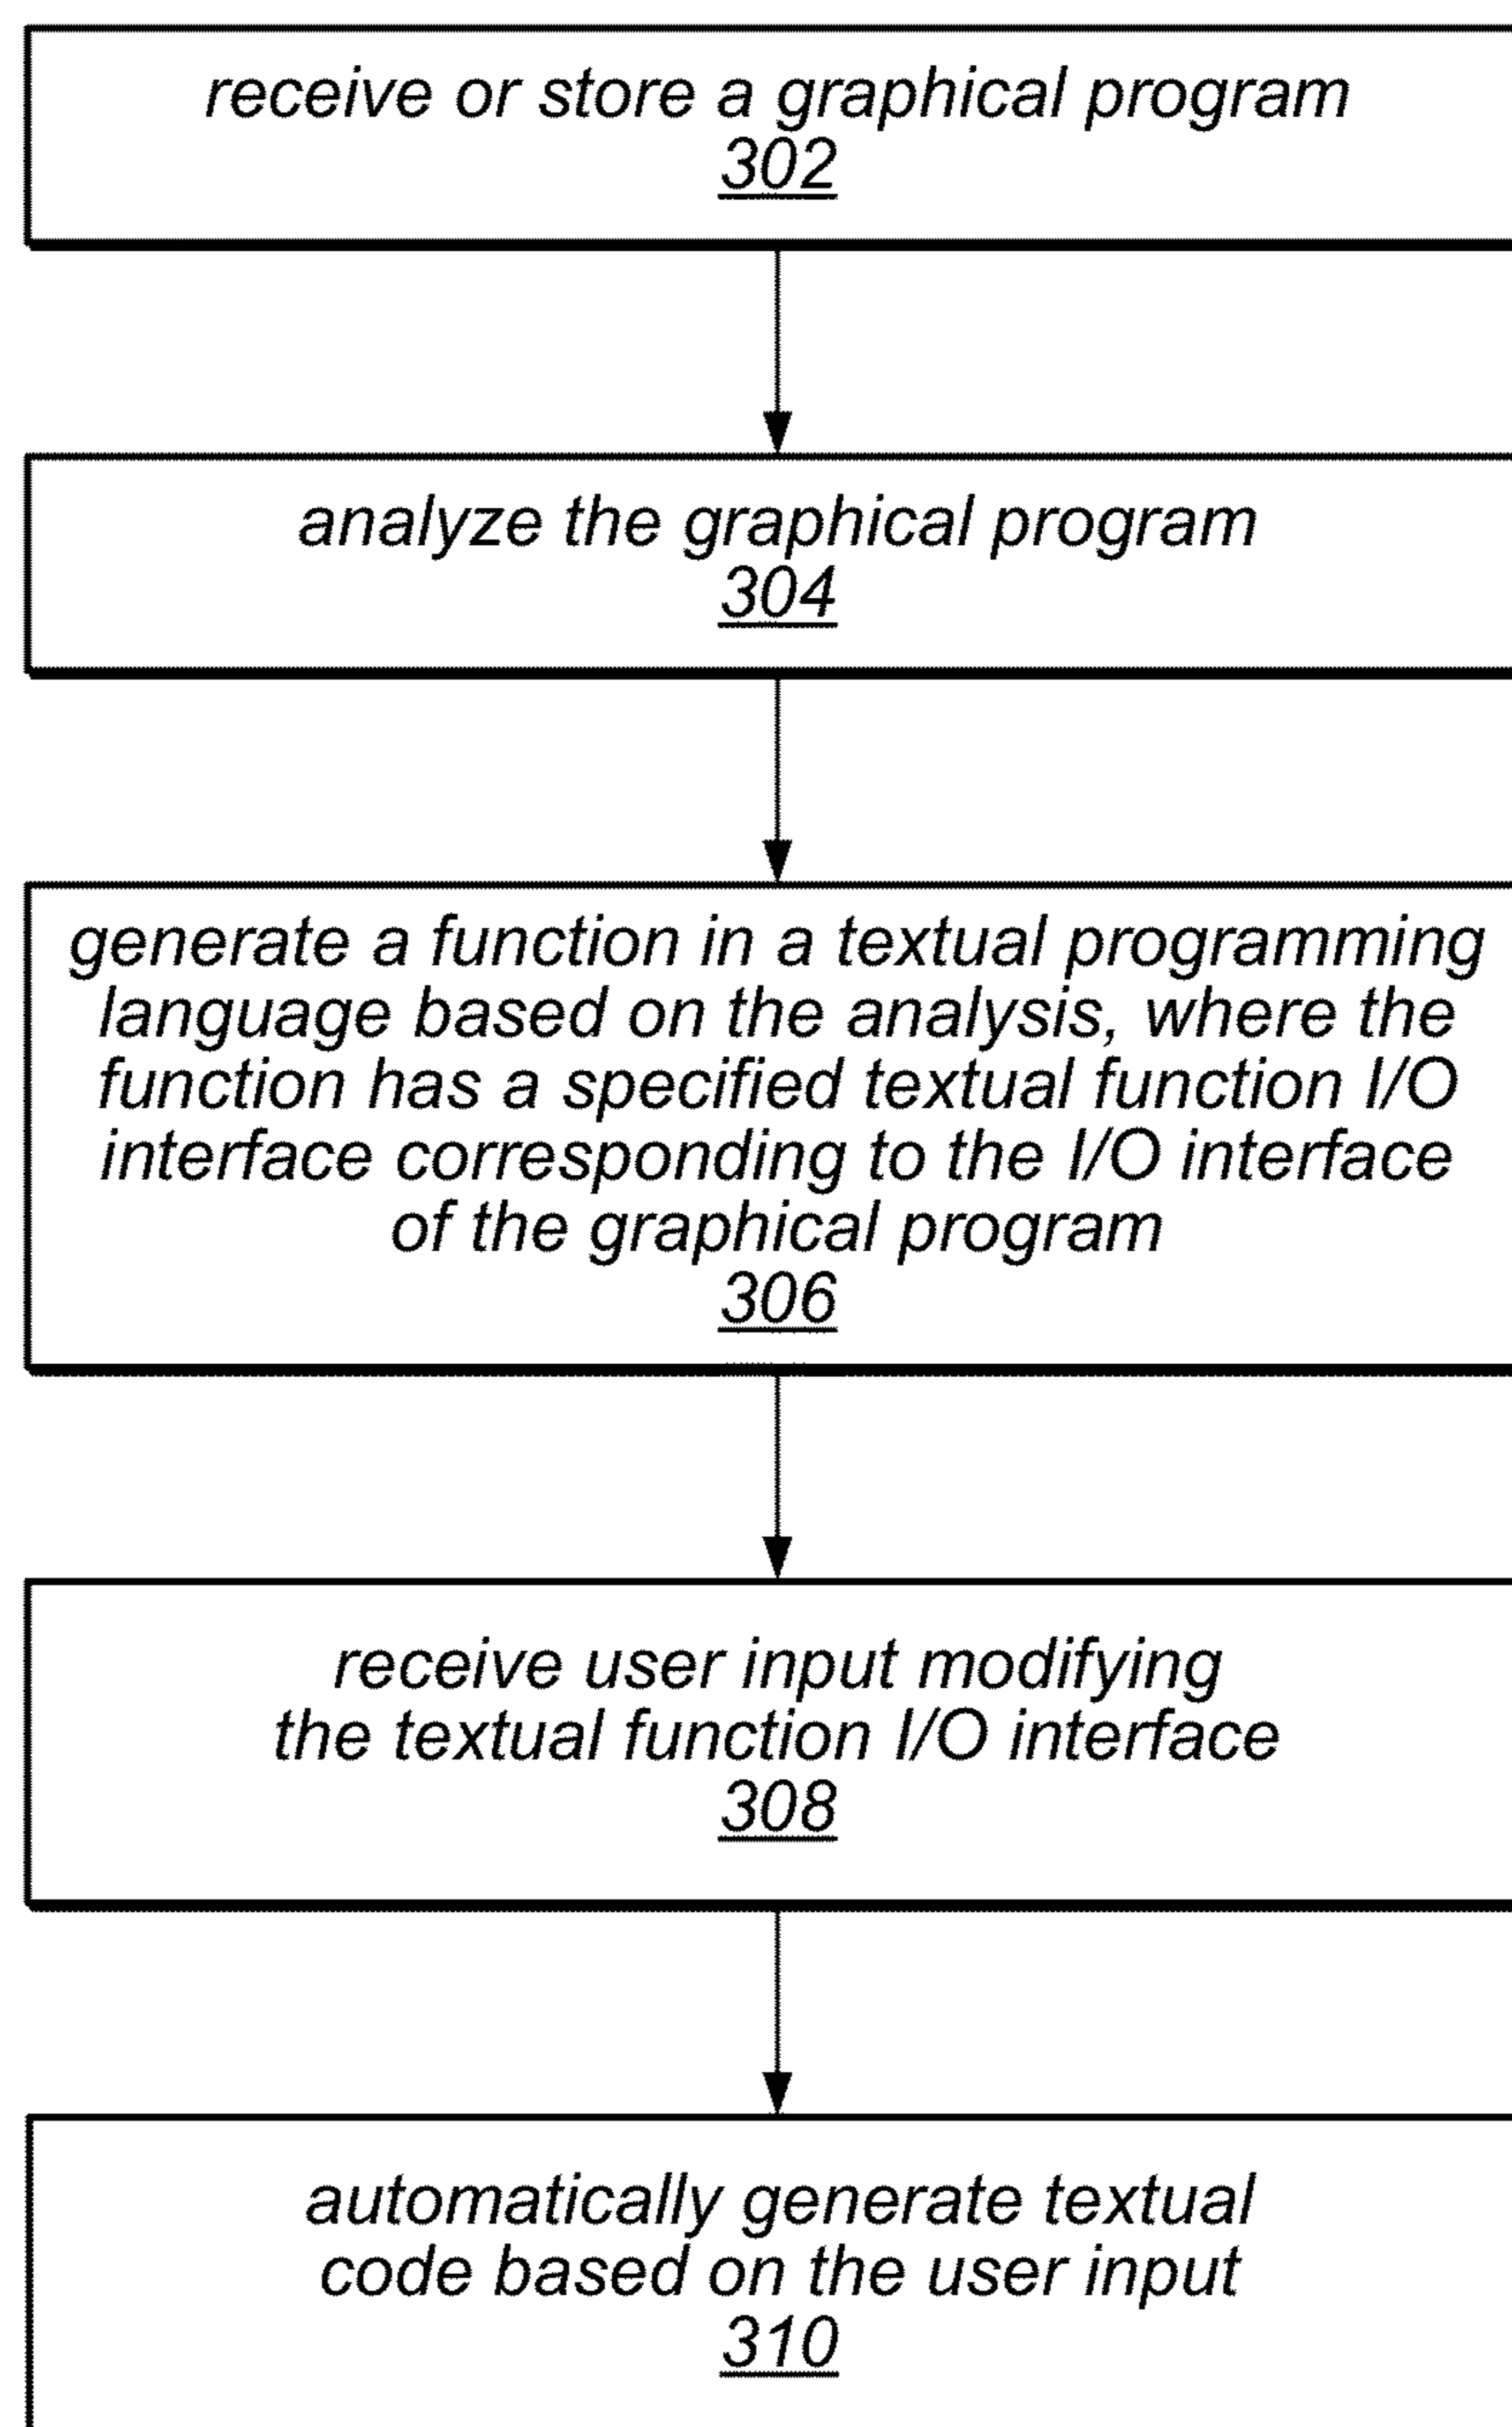 receive or store a graphical program
302
analyze the graphical program
304
generate a function in a textual programming
language based on the analysis, where the
function has a specified textual function I/O
interface corresponding to the I/O interface
of the graphical program
306
receive user input modifying
the textual function I/O interface
308
automatically generate textual
code based on the user input
310